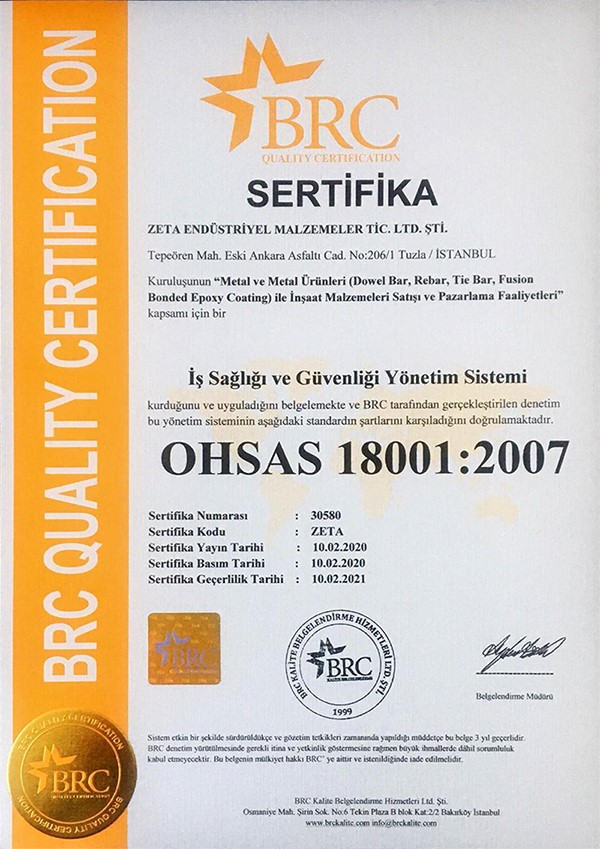 BRC QUALITY CERTIFICATION
BRC
QUALITY CERTIFICATION
SERTİFİKA
ZETA ENDÜSTRİYEL MALZEMELER TİC. LTD. ŞTİ.
Tepeören Mah. Eski Ankara Asfaltı Cad. No:206/1 Tuzla / İSTANBUL
Kuruluşunun “Metal ve Metal Ürünleri (Dowel Bar, Rebar, Tie Bar, Fusion
Bonded Epoxy Coating) ile İnşaat Malzemeleri Satışı ve Pazarlama Faaliyetleri”
kapsamı için bir
İş Sağlığı ve Güvenliği Yönetim Sistemi
kurduğunu ve uyguladığını belgelemekte ve BRC tarafından gerçekleştirilen denetim
bu yönetim sisteminin aşağıdaki standardın şartlarını karşıladığını doğrulamaktadır.
OHSAS 18001:2007
Sertifika Numarası : 30580
Sertifika Kodu : ZETA
Sertifika Yayın Tarihi : 10.02.2020
Sertifika Basım Tarihi : 10.02.2020
Sertifika Geçerlilik Tarihi : 10.02.2021
BRC
BRC KALİTE BELGELENDİRME HİZMETLERİ LTD. ŞTİ.
BRC
1999
Belgelendirme Müdürü
BRC QUALITY CERTIFICATION
BRC
QUALITY CERTIFICATION
Sistem etkin bir şekilde sürdürüldükçe ve gözetim tetkikleri zamanında yapıldığı müddetçe bu belge 3 yıl geçerlidir.
BRC denetim yürütülmesinde gerekli itina ve yetkinlik göstermesine rağmen büyük ihmallerde dâhil sorumluluk
kabul etmeyecektir. Bu belgenin mülkiyet hakkı BRC' ye aittir ve istenildiğinde iade edilmelidir.
BRC Kalite Belgelendirme Hizmetleri Ltd. Şti.
Osmaniye Mah. Şirin Sok. No:6 Tekin Plaza B blok Kat:2/2 Bakırköy İstanbul
www.brckalite.com info@brckalite.com